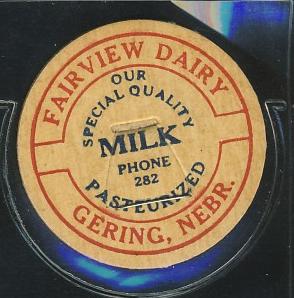 FAIRVIEW DAIRY
OUR
SPECIAL QUALITY
MILK
PHONE
282
PASTEURIZED
GERING, NEBR.